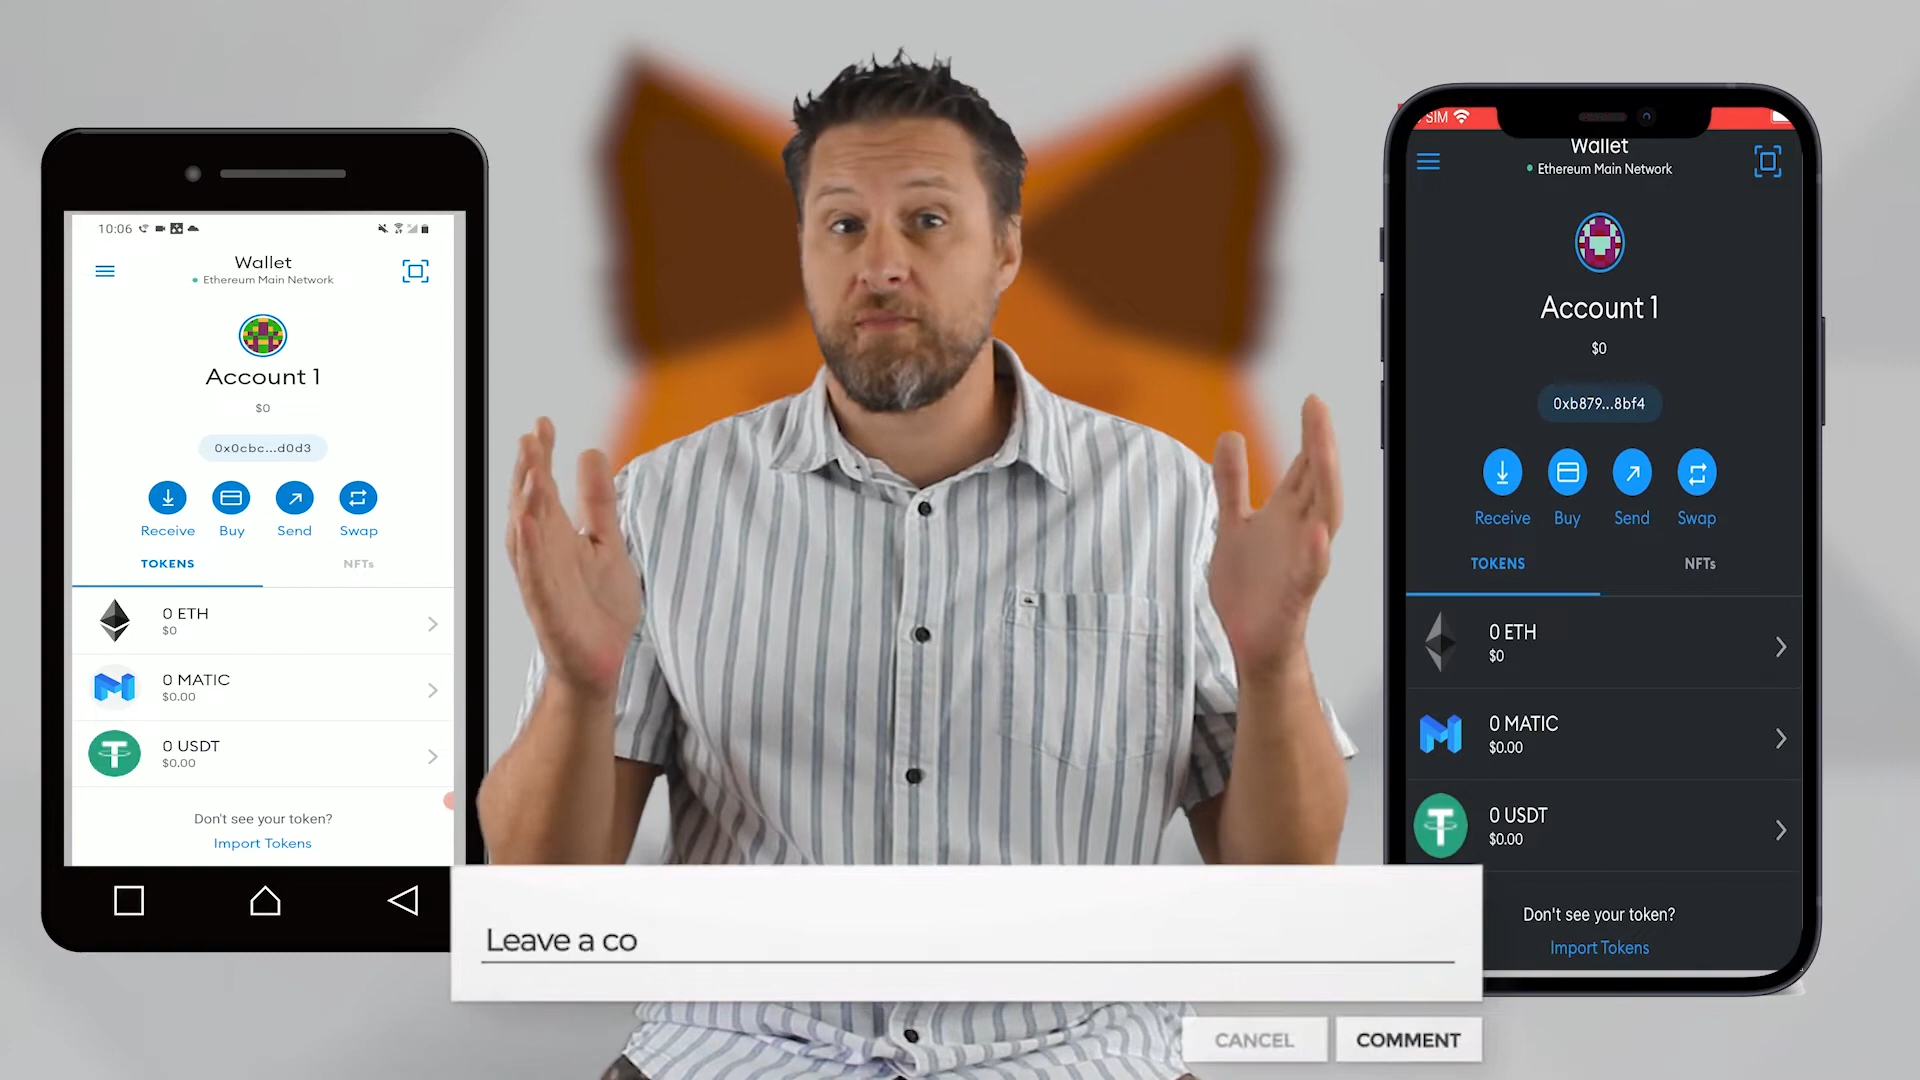 10:06
Wallet
Ethereum Main Network
Account 1
$0
0x0cbc...d0d3
Receive Buy Send Swap
TOKENS NFTs
0 ETH
$0
0 MATIC
$0.00
0 USDT
$0.00
Don't see your token?
Import Tokens
SIM
Wallet
Ethereum Main Network
Account 1
$0
0xb879...8bf4
Receive Buy Send Swap
TOKENS NFTs
0 ETH
$0
0 MATIC
$0.00
0 USDT
$0.00
Don't see your token?
Import Tokens
Leave a co
CANCEL COMMENT